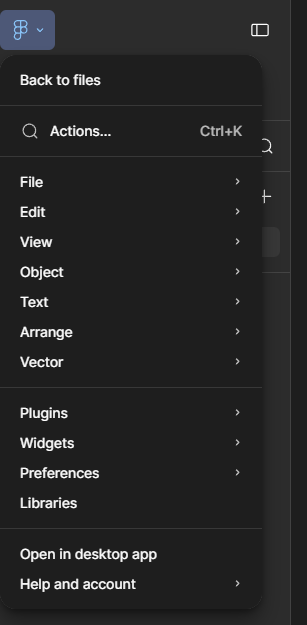 Back to files
Actions... Ctrl+K
File
Edit
View
Object
Text
Arrange
Vector
Plugins
Widgets
Preferences
Libraries
Open in desktop app
Help and account